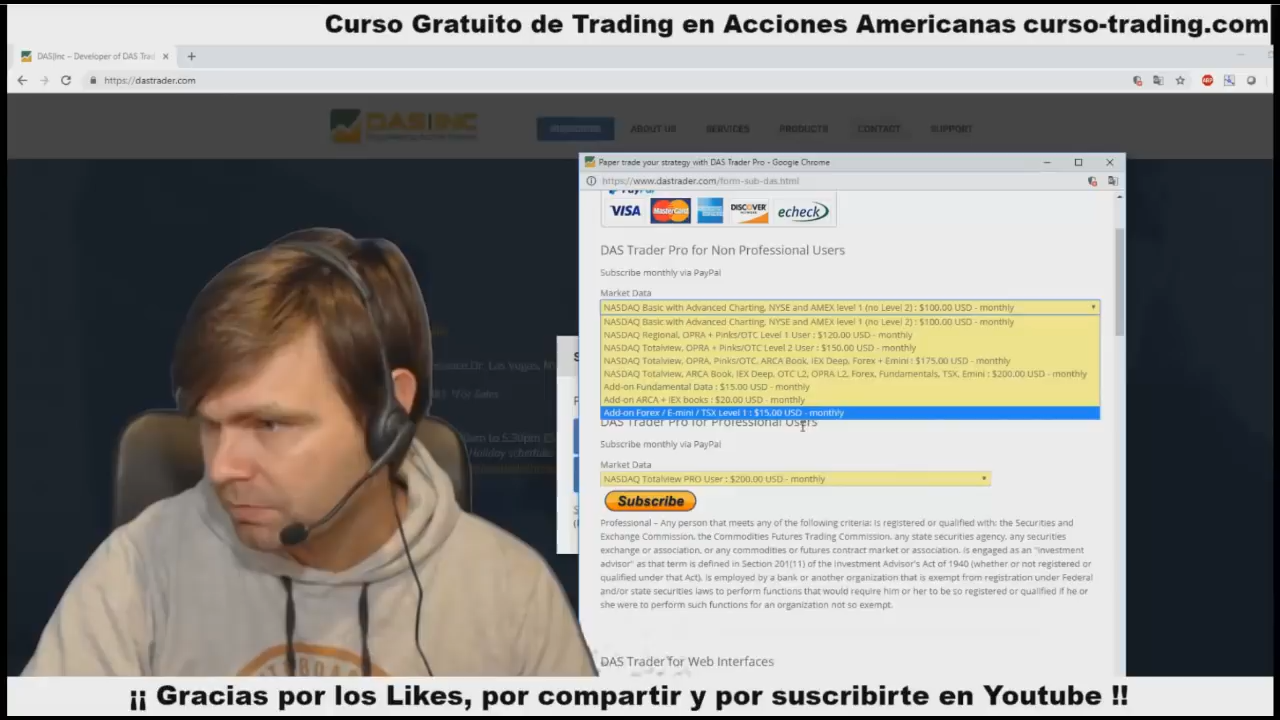 Curso Gratuito de Trading en Acciones Americanas curso-trading.com
DAS|Inc – Developer of DAS Trad
https://dastrader.com
DAS|INC
ABOUT US SERVICES PRODUCTS CONTACT SUPPORT
Paper trade your strategy with DAS Trader Pro - Google Chrome
https://www.dastrader.com/form-sub-das.html
PayPal
VISA MasterCard DISCOVER echeck
DAS Trader Pro for Non Professional Users
Subscribe monthly via PayPal
Market Data
NASDAQ Basic with Advanced Charting, NYSE and AMEX level 1 (no Level 2) : $100.00 USD - monthly
NASDAQ Basic with Advanced Charting, NYSE and AMEX level 1 (no Level 2) : $100.00 USD - monthly
NASDAQ Regional, OPRA + Pinks/OTC Level 1 User : $120.00 USD - monthly
NASDAQ Totalview, OPRA + Pinks/OTC Level 2 User : $150.00 USD - monthly
NASDAQ Totalview, OPRA, Pinks/OTC, ARCA Book, IEX Deep, Forex + Emini : $175.00 USD - monthly
NASDAQ Totalview, ARCA Book, IEX Deep, OTC L2, OPRA L2, Forex, Fundamentals, TSX, Emini : $200.00 USD - monthly
Add-on Fundamental Data : $15.00 USD - monthly
Add-on ARCA + IEX books : $20.00 USD - monthly
Add-on Forex / E-mini / TSX Level 1 : $15.00 USD - monthly
DAS Trader Pro for Professional Users
Subscribe monthly via PayPal
Market Data
NASDAQ Totalview PRO User : $200.00 USD - monthly
Subscribe
Professional – Any person that meets any of the following criteria: is registered or qualified with: the Securities and
Exchange Commission, the Commodities Futures Trading Commission, any state securities agency, any securities
exchange or association, or any commodities or futures contract market or association. is engaged as an "investment
advisor" as that term is defined in Section 201(11) of the Investment Advisor's Act of 1940 (whether or not registered or
qualified under that Act). is employed by a bank or another organization that is exempt from registration under Federal
and/or state securities laws to perform functions that would require him or her to be so registered or qualified if he or
she were to perform such functions for an organization not so exempt.
DAS Trader for Web Interfaces
¡¡ Gracias por los Likes, por compartir y por suscribirte en Youtube !!